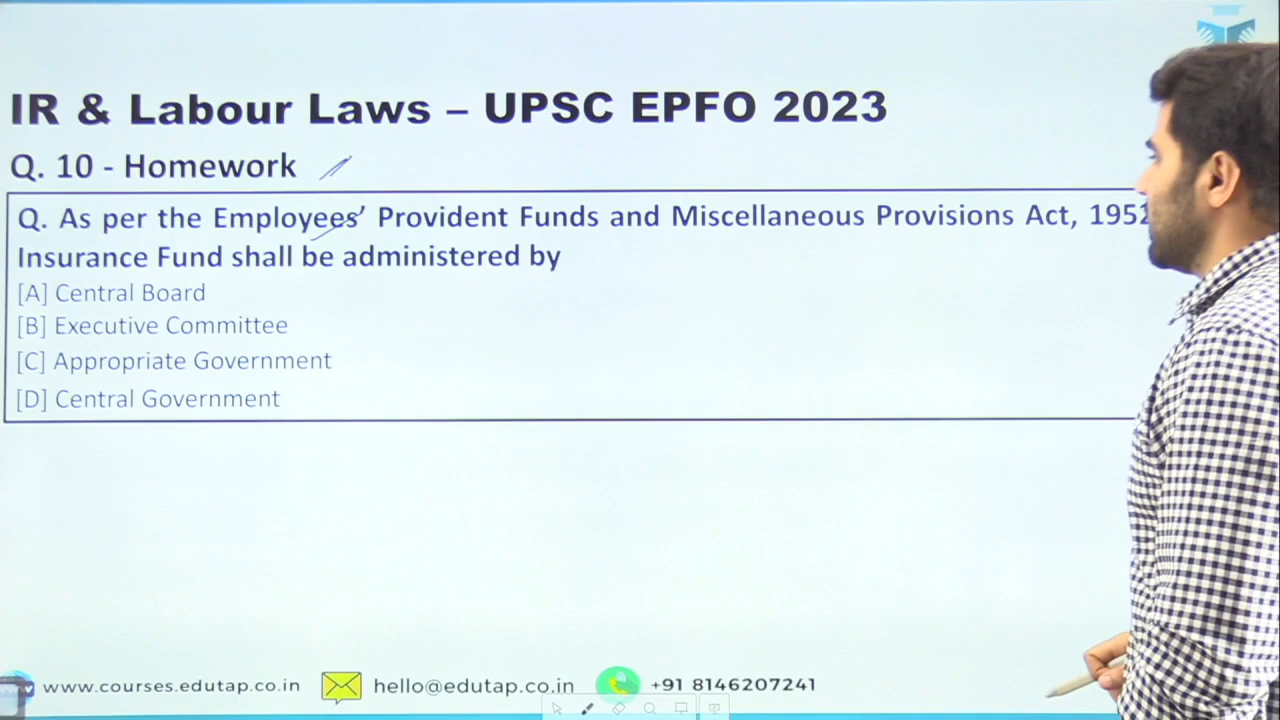 IR & Labour Laws – UPSC EPFO 2023
Q. 10 - Homework
Q. As per the Employees’ Provident Funds and Miscellaneous Provisions Act, 1952
Insurance Fund shall be administered by
[A] Central Board
[B] Executive Committee
[C] Appropriate Government
[D] Central Government
www.courses.edutap.co.in hello@edutap.co.in +91 8146207241